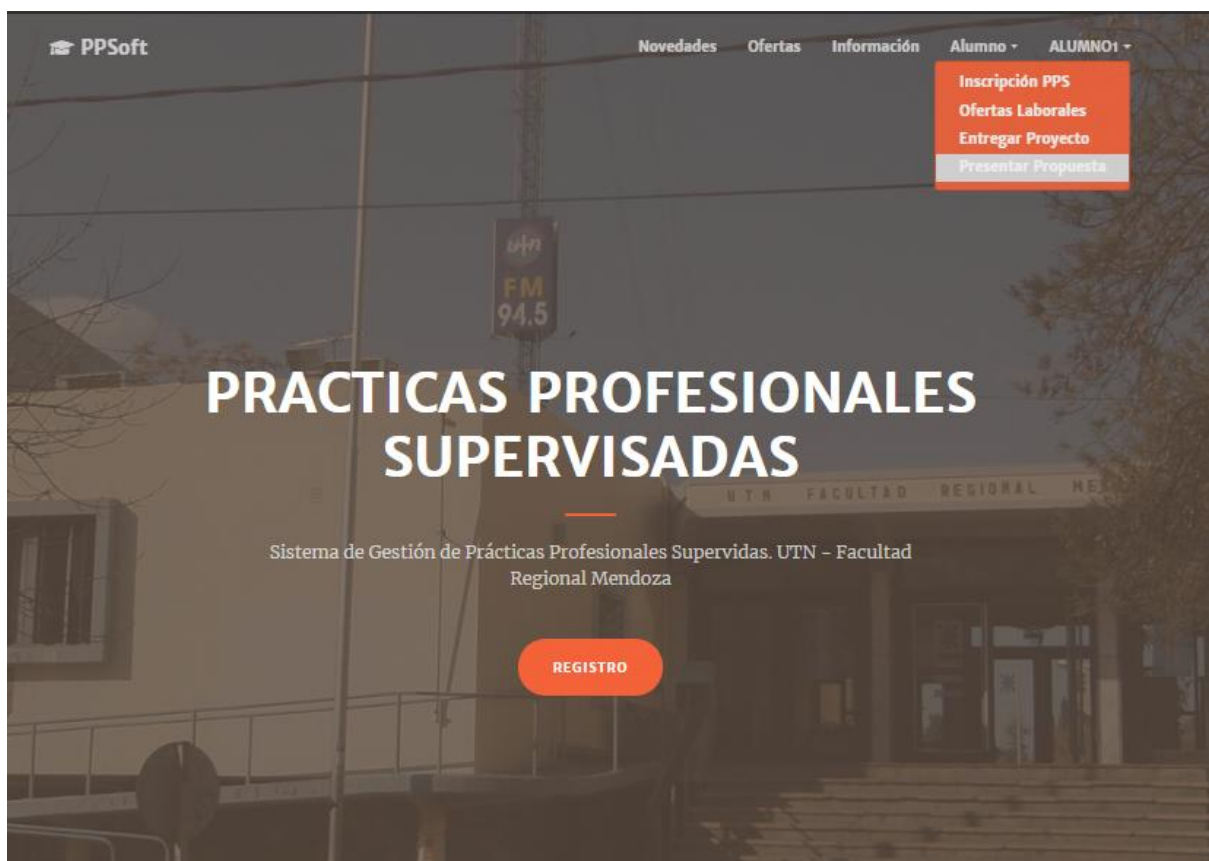 PPSoft
Novedades Ofertas Información Alumno ALUMNO1
Inscripción PPS
Ofertas Laborales
Entregar Proyecto
Presentar Propuesta
utn
FM
94.5
PRACTICAS PROFESIONALES
SUPERVISADAS
UTN FACULTAD REGIONAL
Sistema de Gestión de Prácticas Profesionales Supervidas. UTN – Facultad
Regional Mendoza
REGISTRO